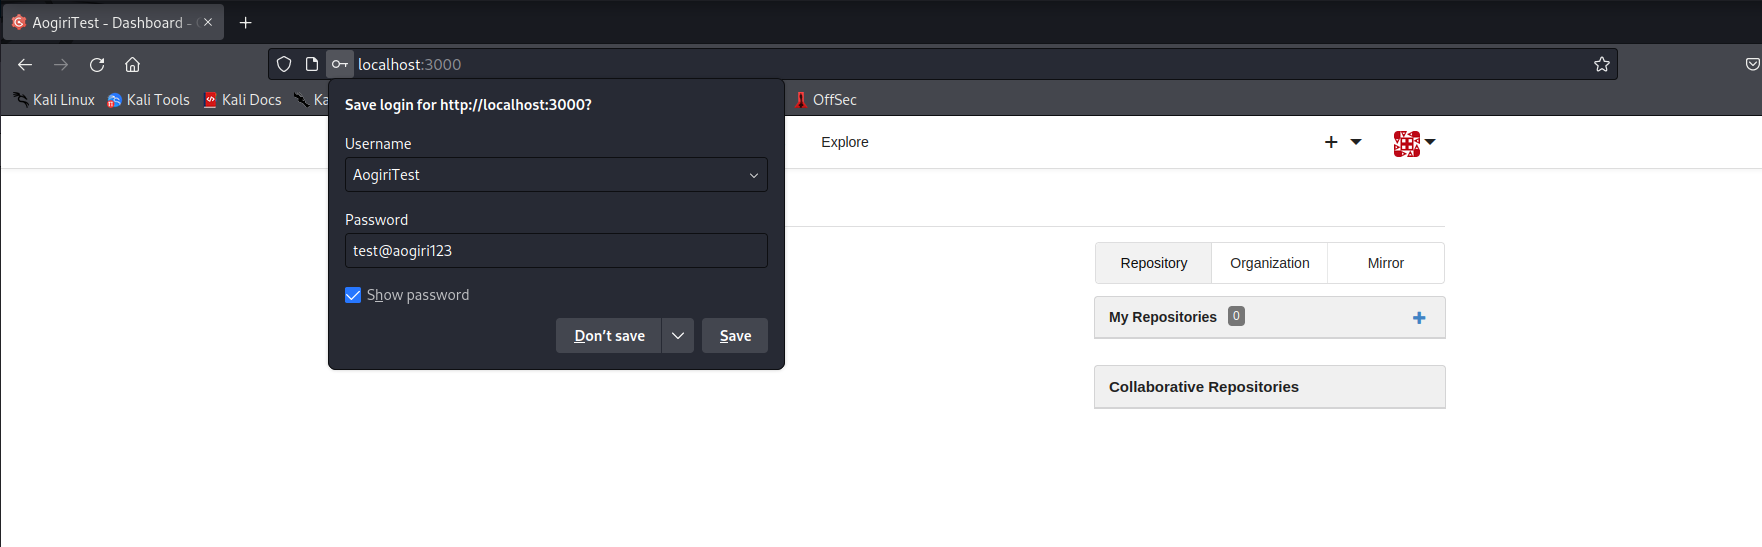 AogiriTest - Dashboard -
localhost:3000
Kali Linux Kali Tools Kali Docs Ka OffSec
Save login for http://localhost:3000?
Explore
Username
AogiriTest
Password
test@aogiri123
Repository Organization Mirror
Show password
My Repositories 0
Don't save Save
Collaborative Repositories